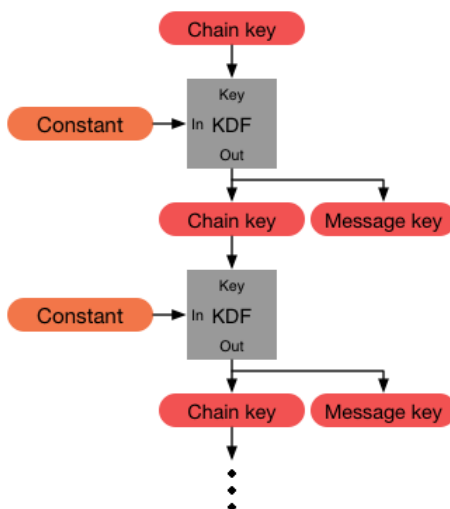 Chain key
Key
Constant
In KDF
Out
Chain key
Message key
Key
Constant
In KDF
Out
Chain key
Message key